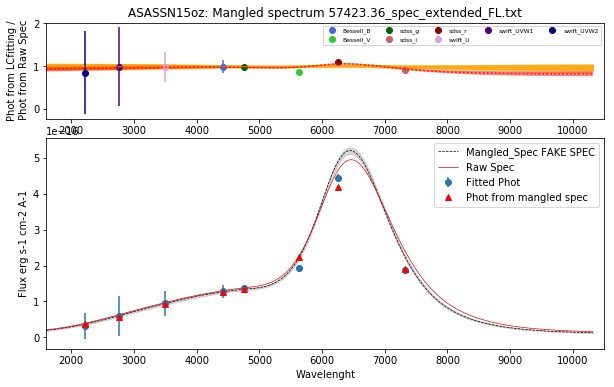 ASASSN15oz: Mangled spectrum 57423.36_spec_extended_FL.txt
Phot from LCfitting /
Phot from Raw Spec
2
1
0
Bessell_B
Bessell_V
sdss_g
sdss_i
sdss_r
swift_U
swift_UVW1
swift_UVW2
2000 3000 4000 5000 6000 7000 8000 9000 10000
1e−16
Flux erg s-1 cm-2 A-1
5
4
3
2
1
0
Mangled_Spec FAKE SPEC
Raw Spec
Fitted Phot
Phot from mangled spec
2000 3000 4000 5000 6000 7000 8000 9000 10000
Wavelenght